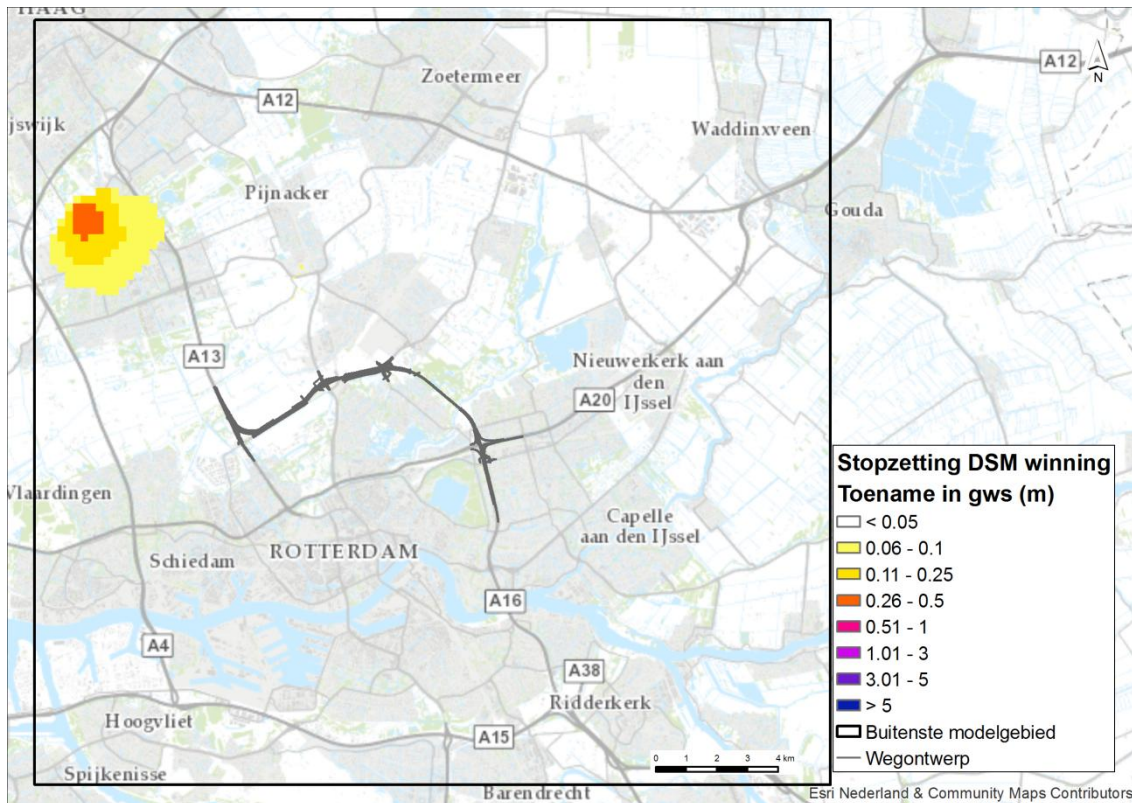 HAAG
Zoetermeer
A12
A12
N
ijswijk
Waddinxveen
Pijnacker
Gouda
A13
Nieuwerkerk aan
den
IJssel
A20
Vlaardingen
Capelle
aan den IJssel
ROTTERDAM
Schiedam
A16
A4
A38
Ridderkerk
Hoogvliet
A15
Spijkenisse
Barendrecht
0 1 2 3 4 km
Stopzetting DSM winning
Toename in gws (m)
< 0.05
0.06 - 0.1
0.11 - 0.25
0.26 - 0.5
0.51 - 1
1.01 - 3
3.01 - 5
> 5
Buitenste modelgebied
Wegontwerp
Esri Nederland & Community Maps Contributors